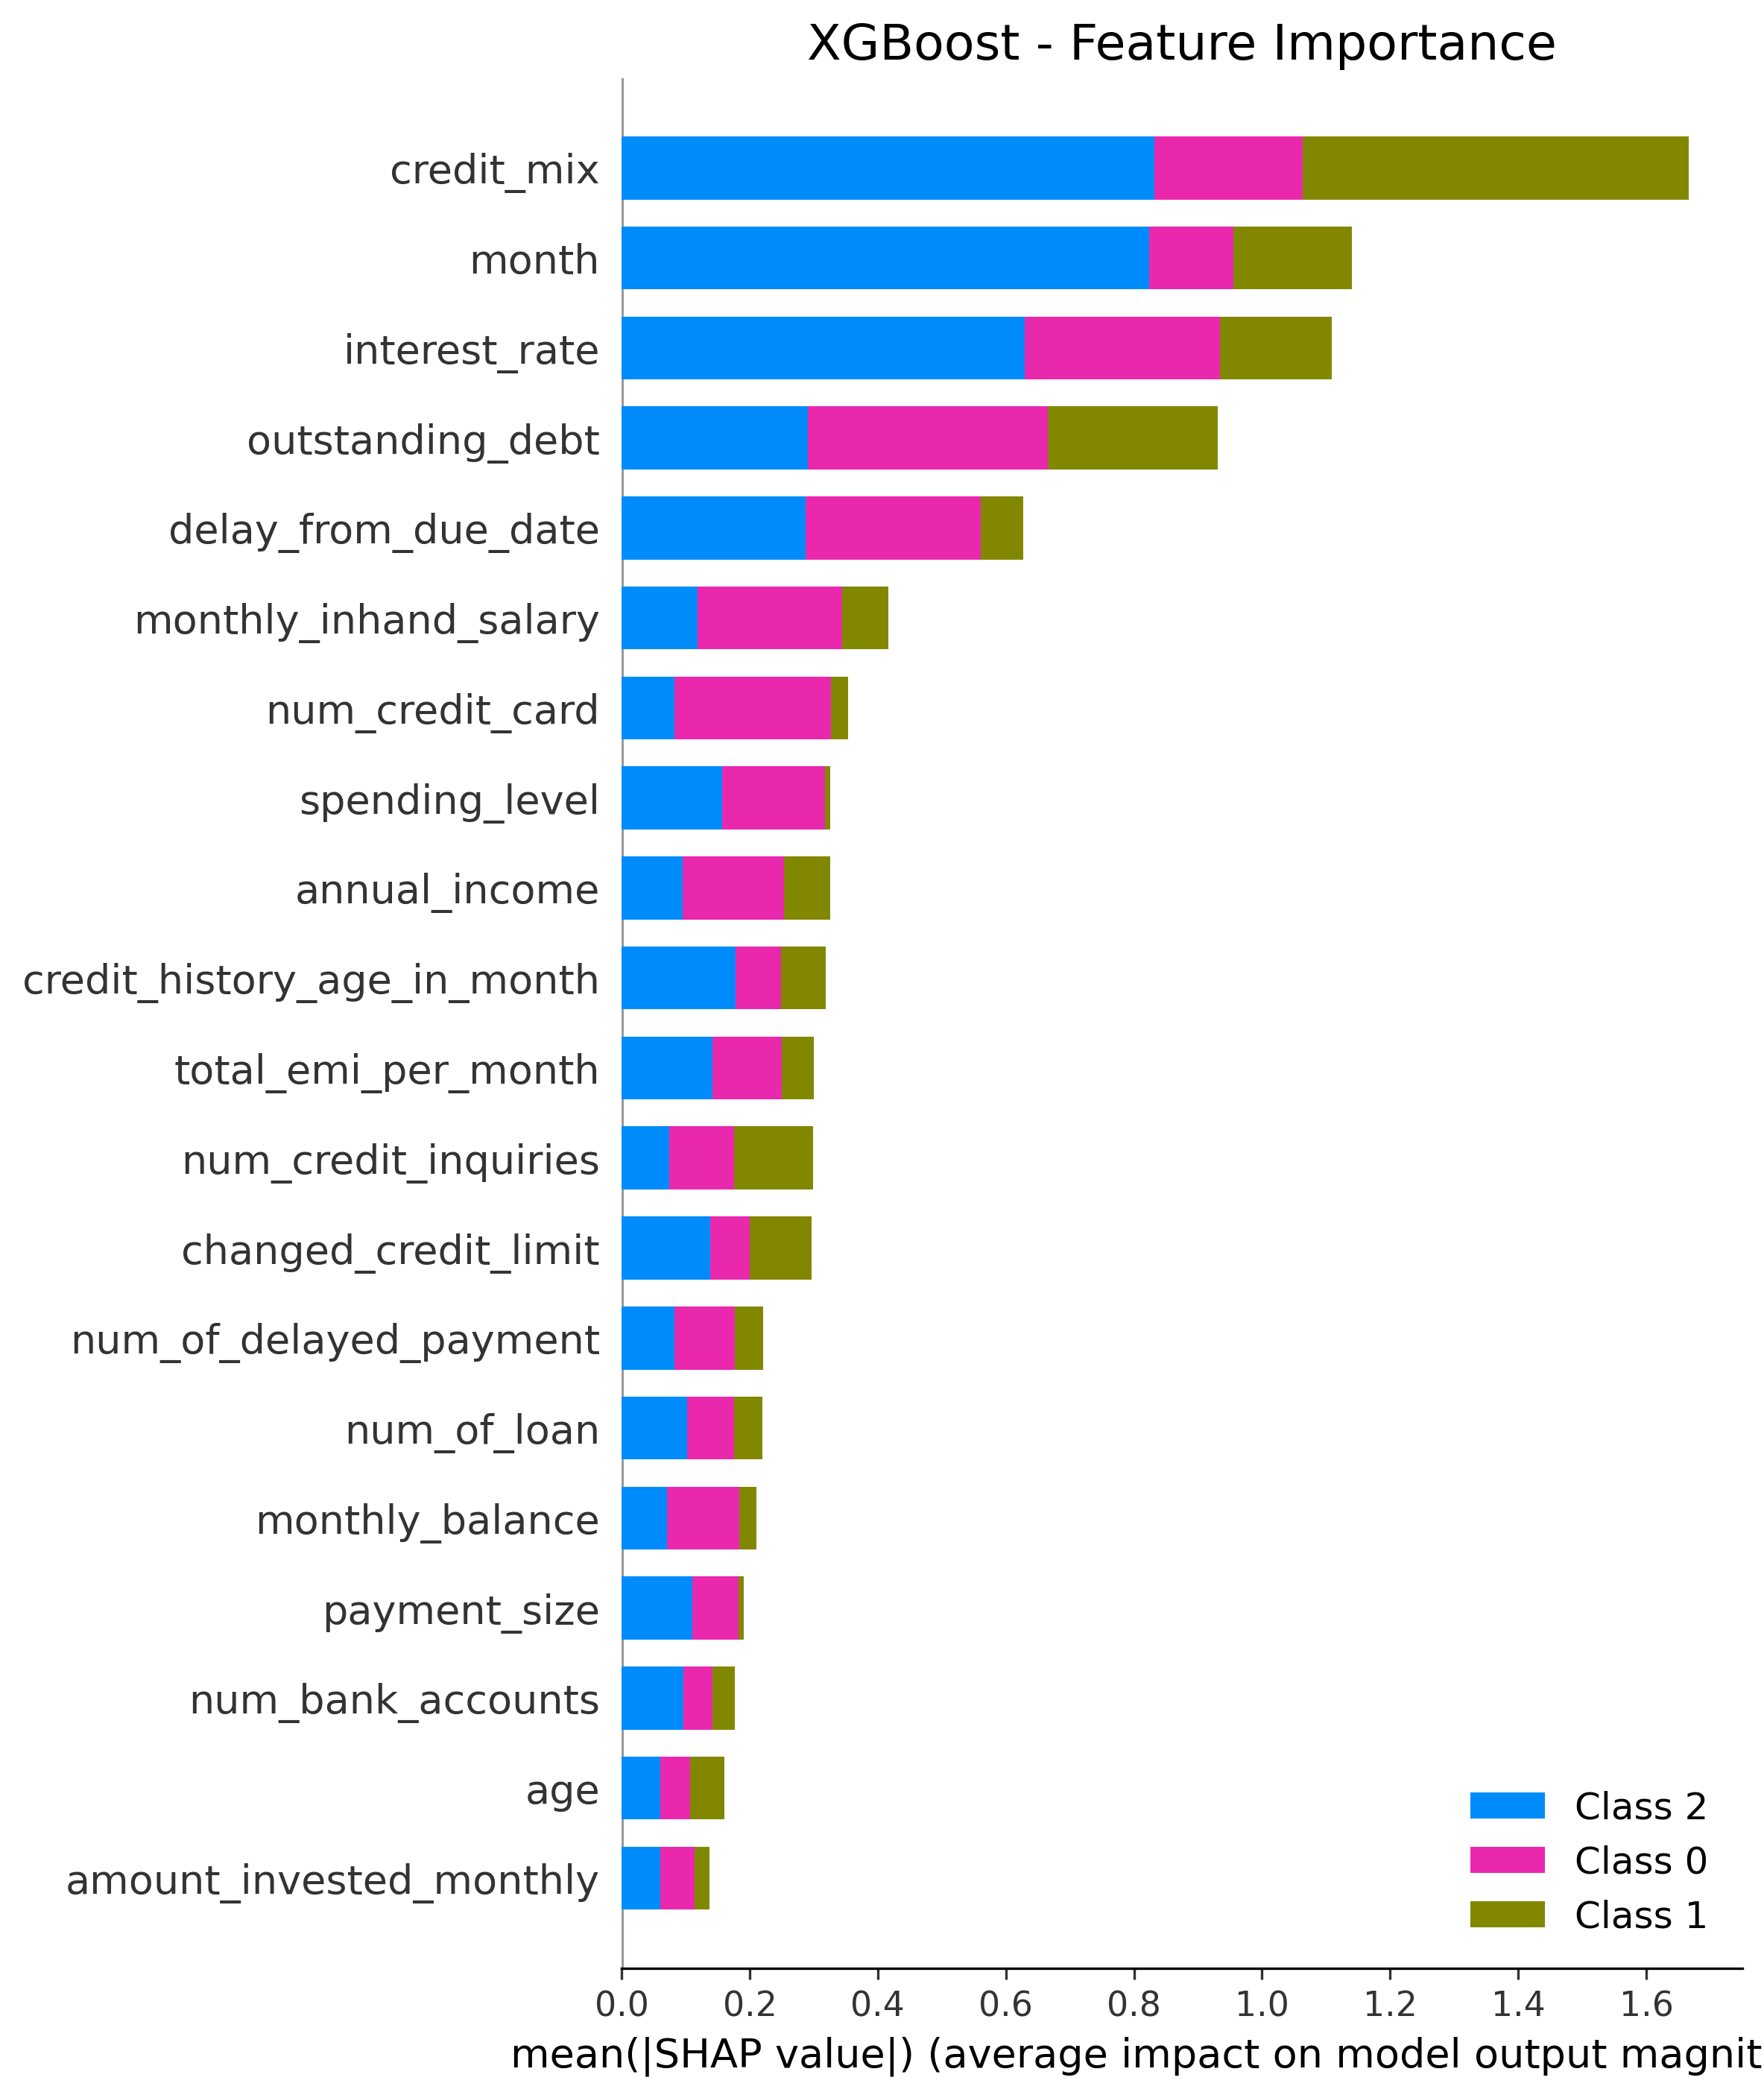 XGBoost - Feature Importance
credit_mix
month
interest_rate
outstanding_debt
delay_from_due_date
monthly_inhand_salary
num_credit_card
spending_level
annual_income
credit_history_age_in_month
total_emi_per_month
num_credit_inquiries
changed_credit_limit
num_of_delayed_payment
num_of_loan
monthly_balance
payment_size
num_bank_accounts
age
amount_invested_monthly
Class 2
Class 0
Class 1
0.0 0.2 0.4 0.6 0.8 1.0 1.2 1.4 1.6
mean(|SHAP value|) (average impact on model output magnit